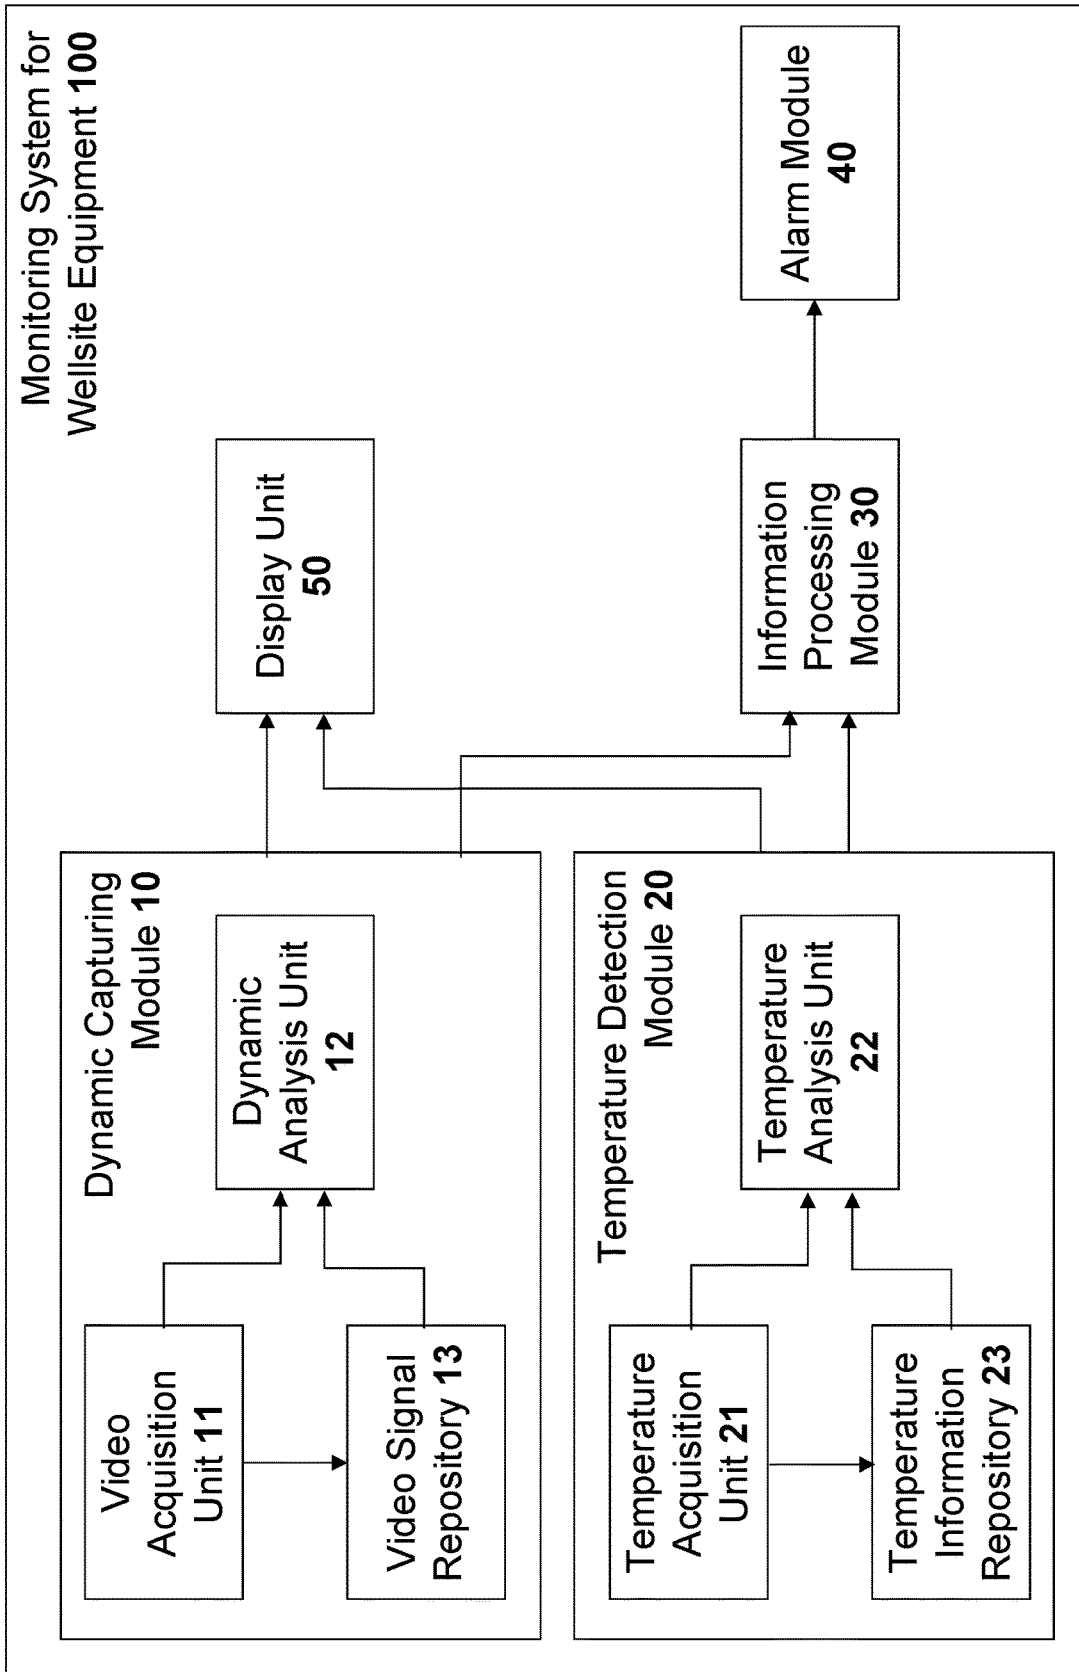 Monitoring System for
Wellsite Equipment 100
Dynamic Capturing
Module 10
Video
Acquisition
Unit 11
Video Signal
Repository 13
Dynamic
Analysis Unit
12
Temperature Detection
Module 20
Temperature
Acquisition
Unit 21
Temperature
Information
Repository 23
Temperature
Analysis Unit
22
Display Unit
50
Information
Processing
Module 30
Alarm Module
40